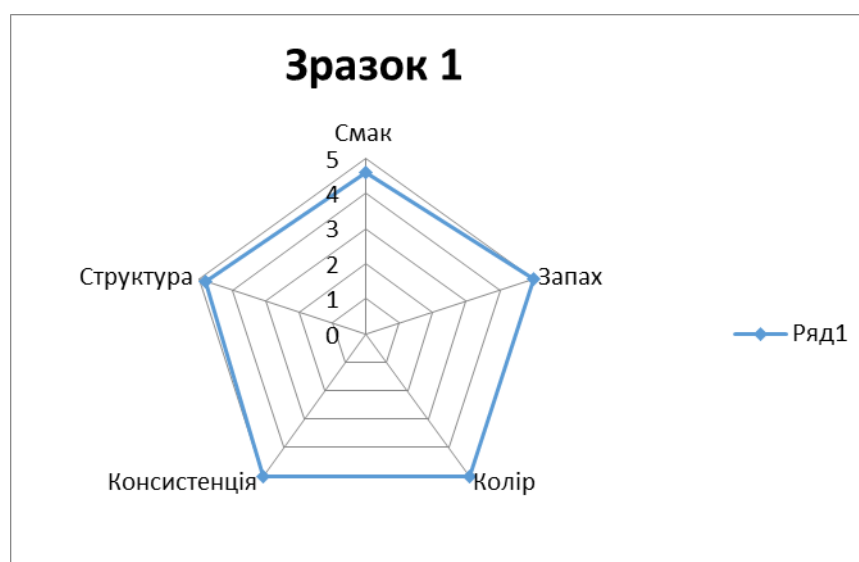 Зразок 1
Смак
5
4
3
2
1
0
Запах
Структура
Консистенція
Колір
Ряд1